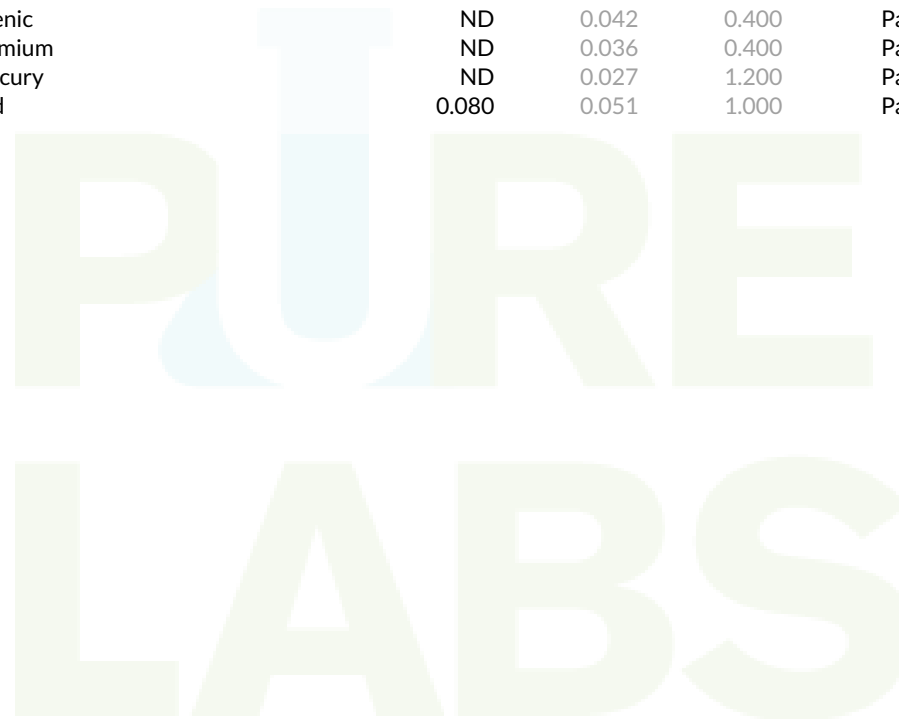 enic ND 0.042 0.400 Pa
mium ND 0.036 0.400 Pa
cury ND 0.027 1.200 Pa
d 0.080 0.051 1.000 Pa
PURE
LABS